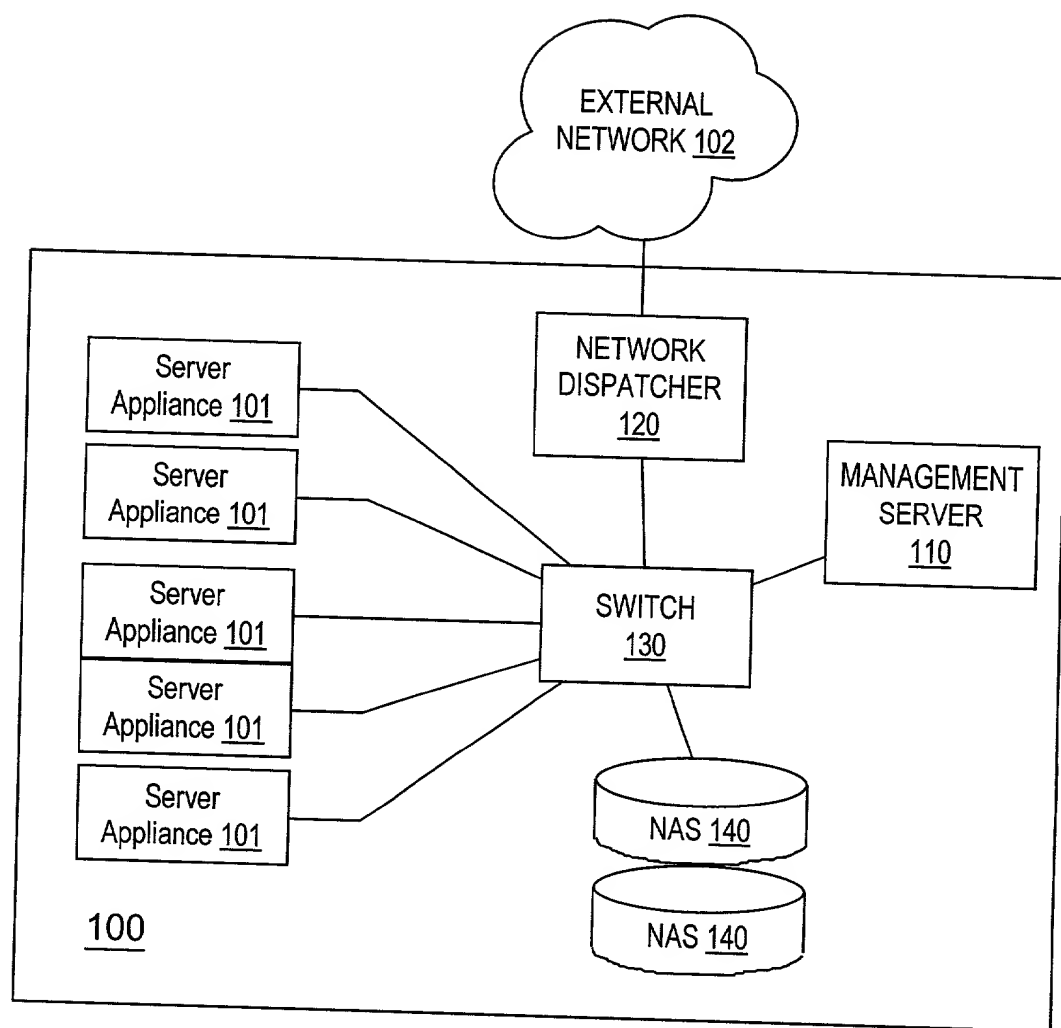 EXTERNAL
NETWORK 102
NETWORK
DISPATCHER
120
Server
Appliance 101
Server
Appliance 101
Server
Appliance 101
Server
Appliance 101
Server
Appliance 101
MANAGEMENT
SERVER
110
SWITCH
130
NAS 140
NAS 140
100